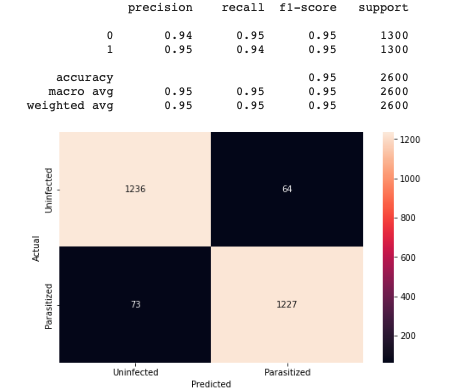 precision recall f1-score support
0 0.94 0.95 0.95 1300
1 0.95 0.94 0.95 1300
accuracy 0.95 2600
macro avg 0.95 0.95 0.95 2600
weighted avg 0.95 0.95 0.95 2600
1236 64
73 1227
Uninfected
Parasitized
Actual
Uninfected Parasitized
Predicted
1200
1000
800
600
400
200